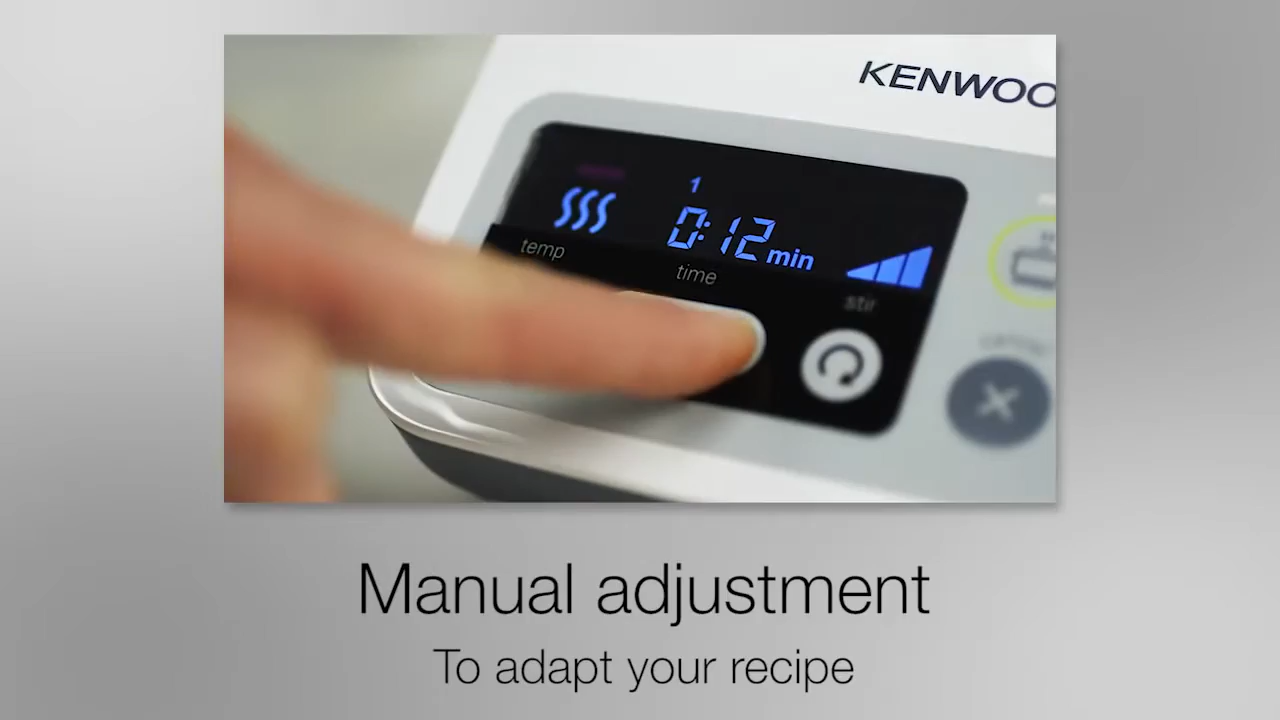 KENWOO
1
0:12 min
temp
time
stir
Manual adjustment
To adapt your recipe